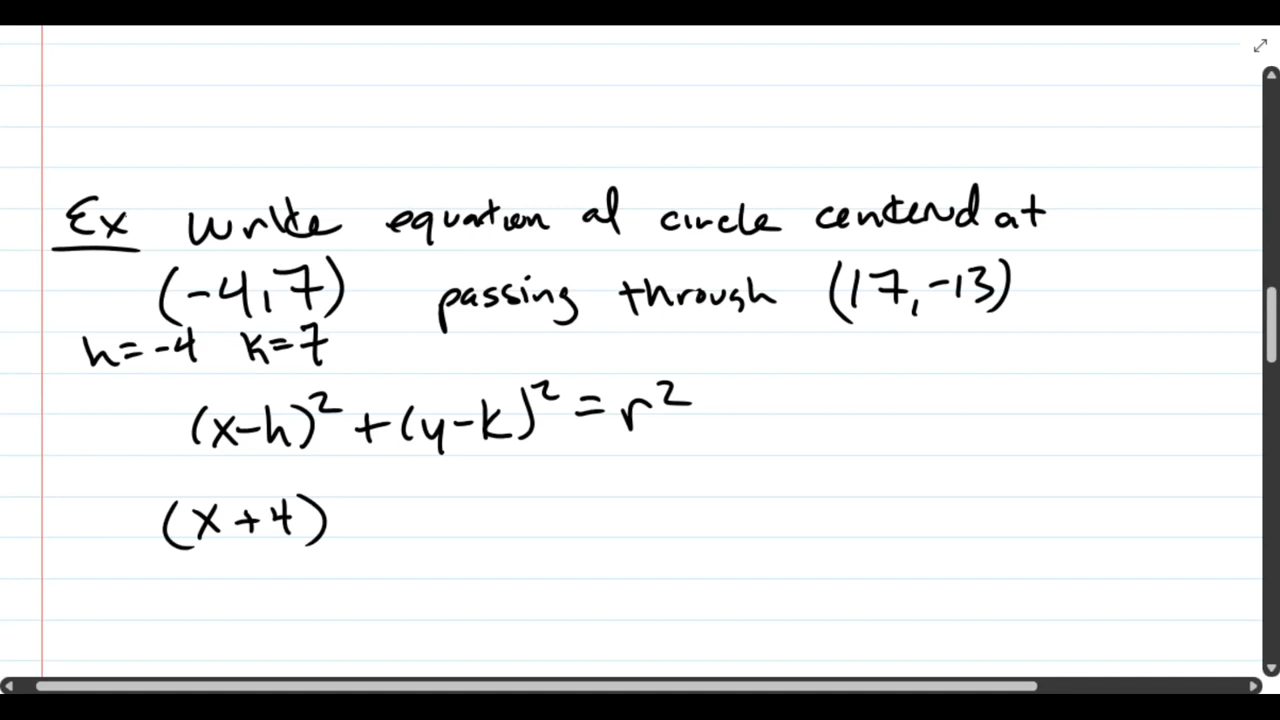 Ex Write equation of circle centered at
(-4,7) passing through (17,-13)
h=-4 k=7
(x-h)² + (y-k)² = r²
(x+4)